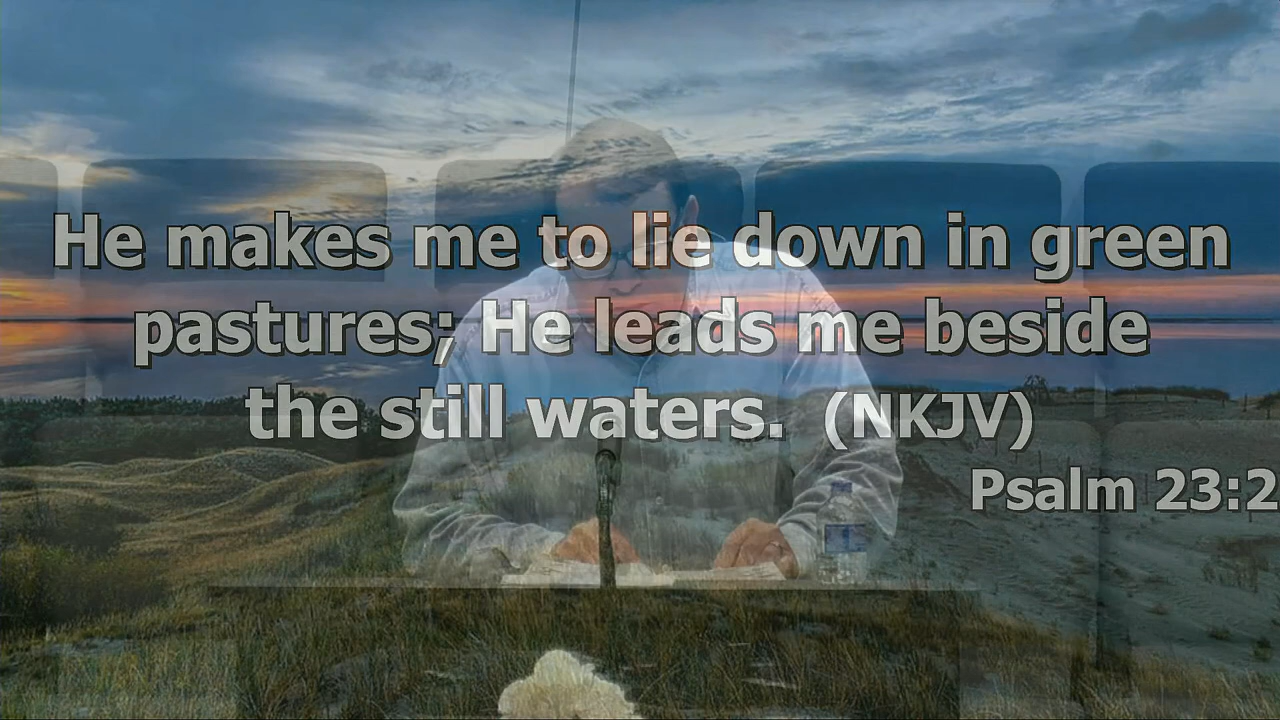 He makes me to lie down in green
pastures; He leads me beside
the still waters.  (NKJV)
Psalm 23:2